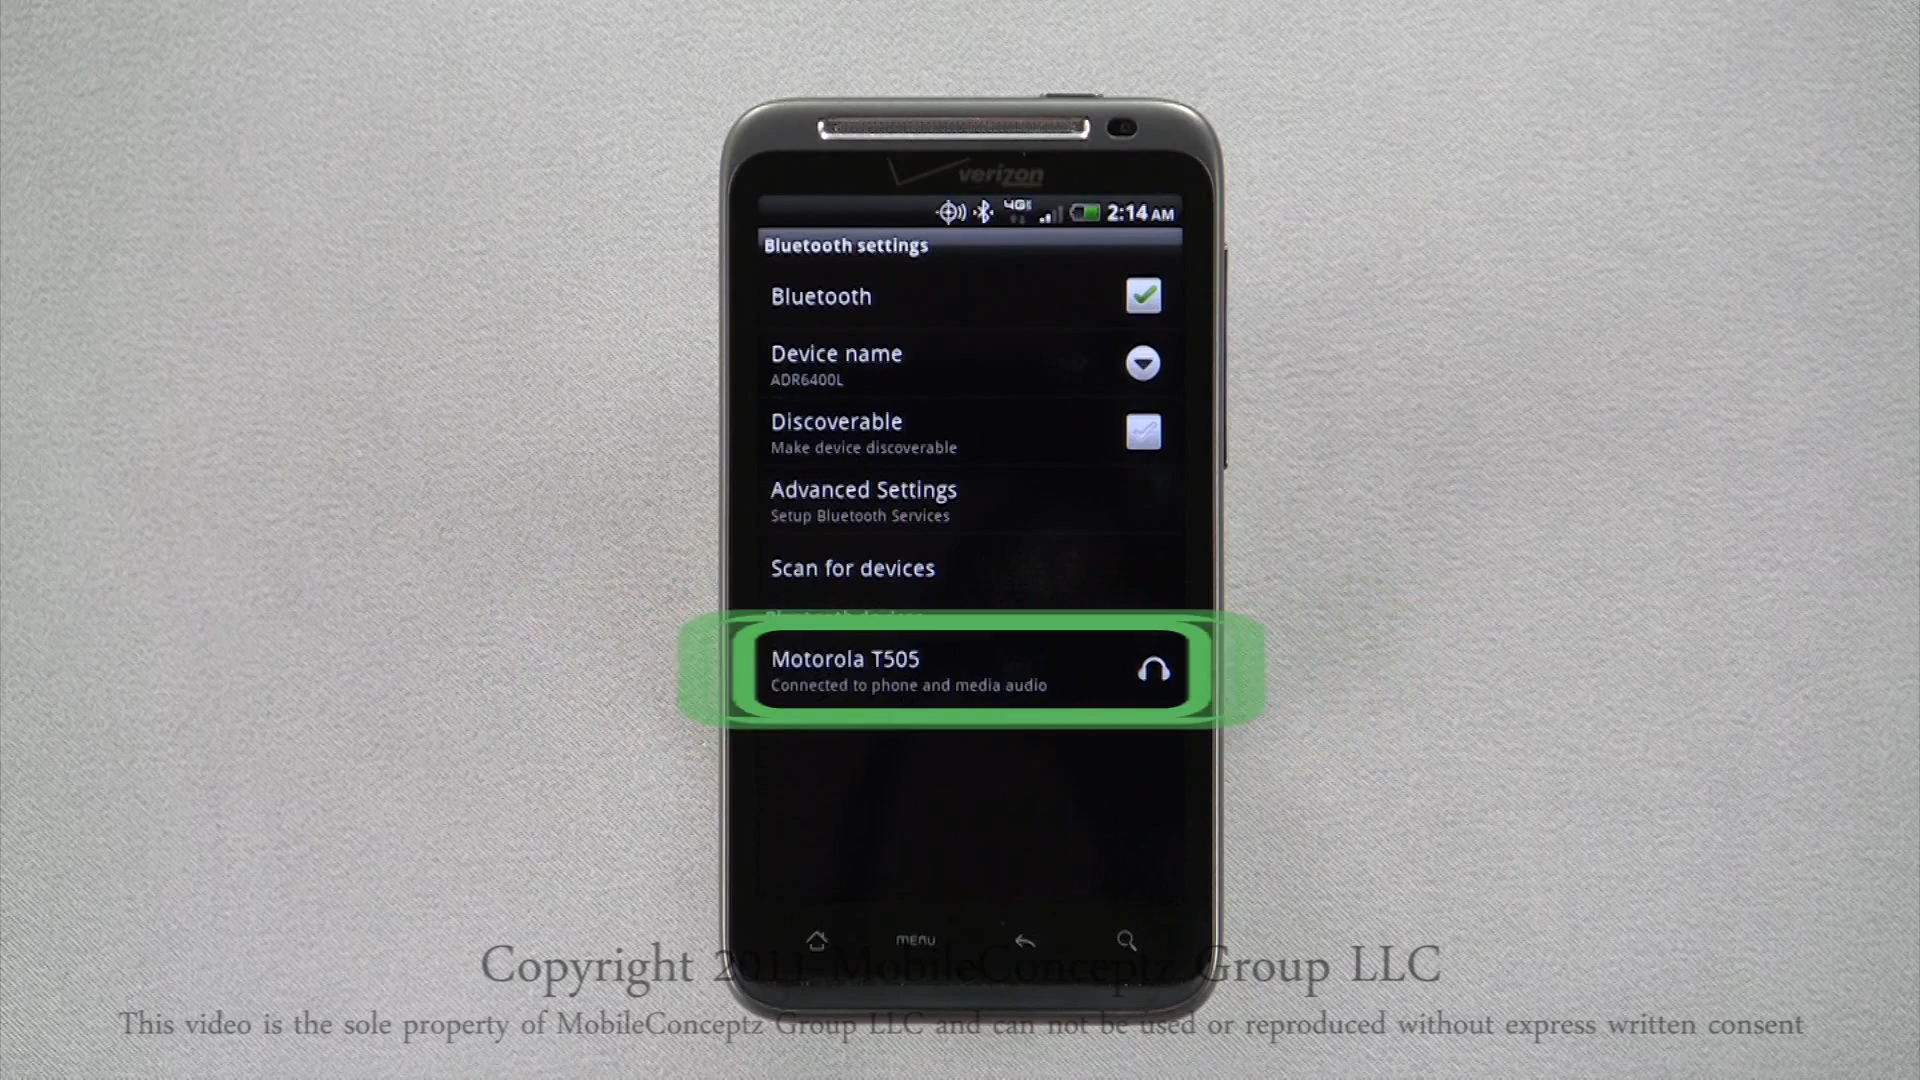 verizon
4G
2:14 AM
Bluetooth settings
Bluetooth
Device name
ADR6400L
Discoverable
Make device discoverable
Advanced Settings
Setup Bluetooth Services
Scan for devices
Bluetooth devices
Motorola T505
Connected to phone and media audio
menu
Copyright 2011 MobileConceptz Group LLC
This video is the sole property of MobileConceptz Group LLC and can not be used or reproduced without express written consent